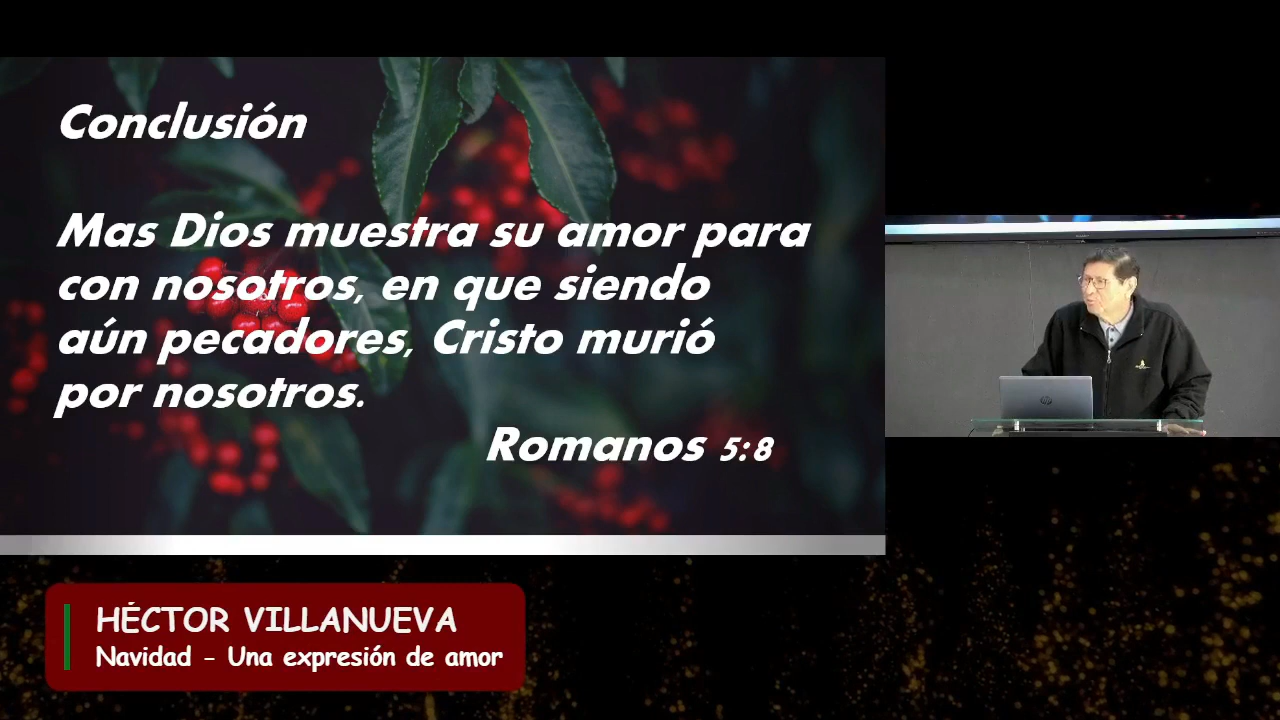 Conclusión
Mas Dios muestra su amor para
con nosotros, en que siendo
aún pecadores, Cristo murió
por nosotros.
Romanos 5:8
hp
HÉCTOR VILLANUEVA
Navidad - Una expresión de amor